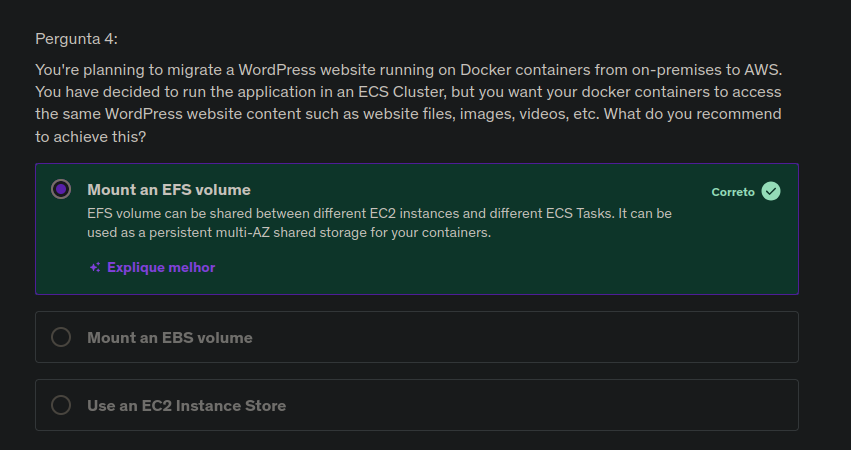 Pergunta 4:
You're planning to migrate a WordPress website running on Docker containers from on-premises to AWS.
You have decided to run the application in an ECS Cluster, but you want your docker containers to access
the same WordPress website content such as website files, images, videos, etc. What do you recommend
to achieve this?
Mount an EFS volume
Correto
EFS volume can be shared between different EC2 instances and different ECS Tasks. It can be
used as a persistent multi-AZ shared storage for your containers.
Explique melhor
Mount an EBS volume
Use an EC2 Instance Store